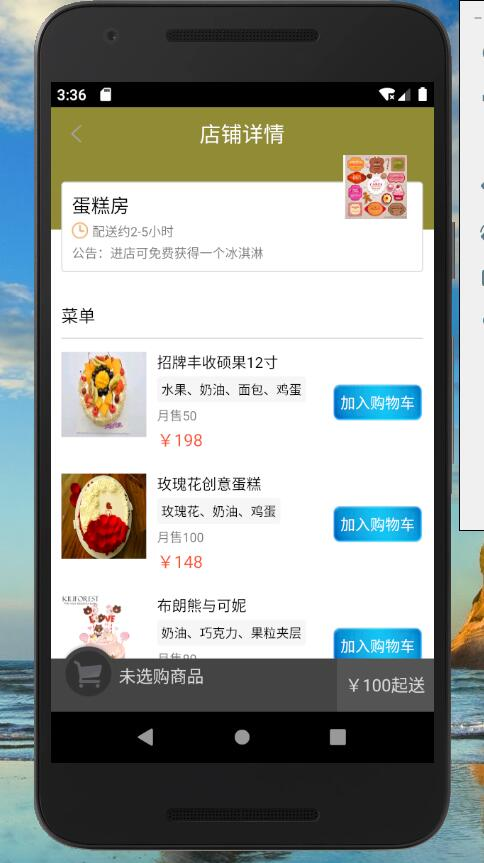 3:36
店铺详情
蛋糕房
配送约2-5小时
公告：进店可免费获得一个冰淇淋
菜单
招牌丰收硕果12寸
水果、奶油、面包、鸡蛋
月售50
￥198
加入购物车
玫瑰花创意蛋糕
玫瑰花、奶油、鸡蛋
月售100
￥148
加入购物车
KILIFOREST
LOVE
布朗熊与可妮
奶油、巧克力、果粒夹层
月售80
加入购物车
未选购商品
￥100起送